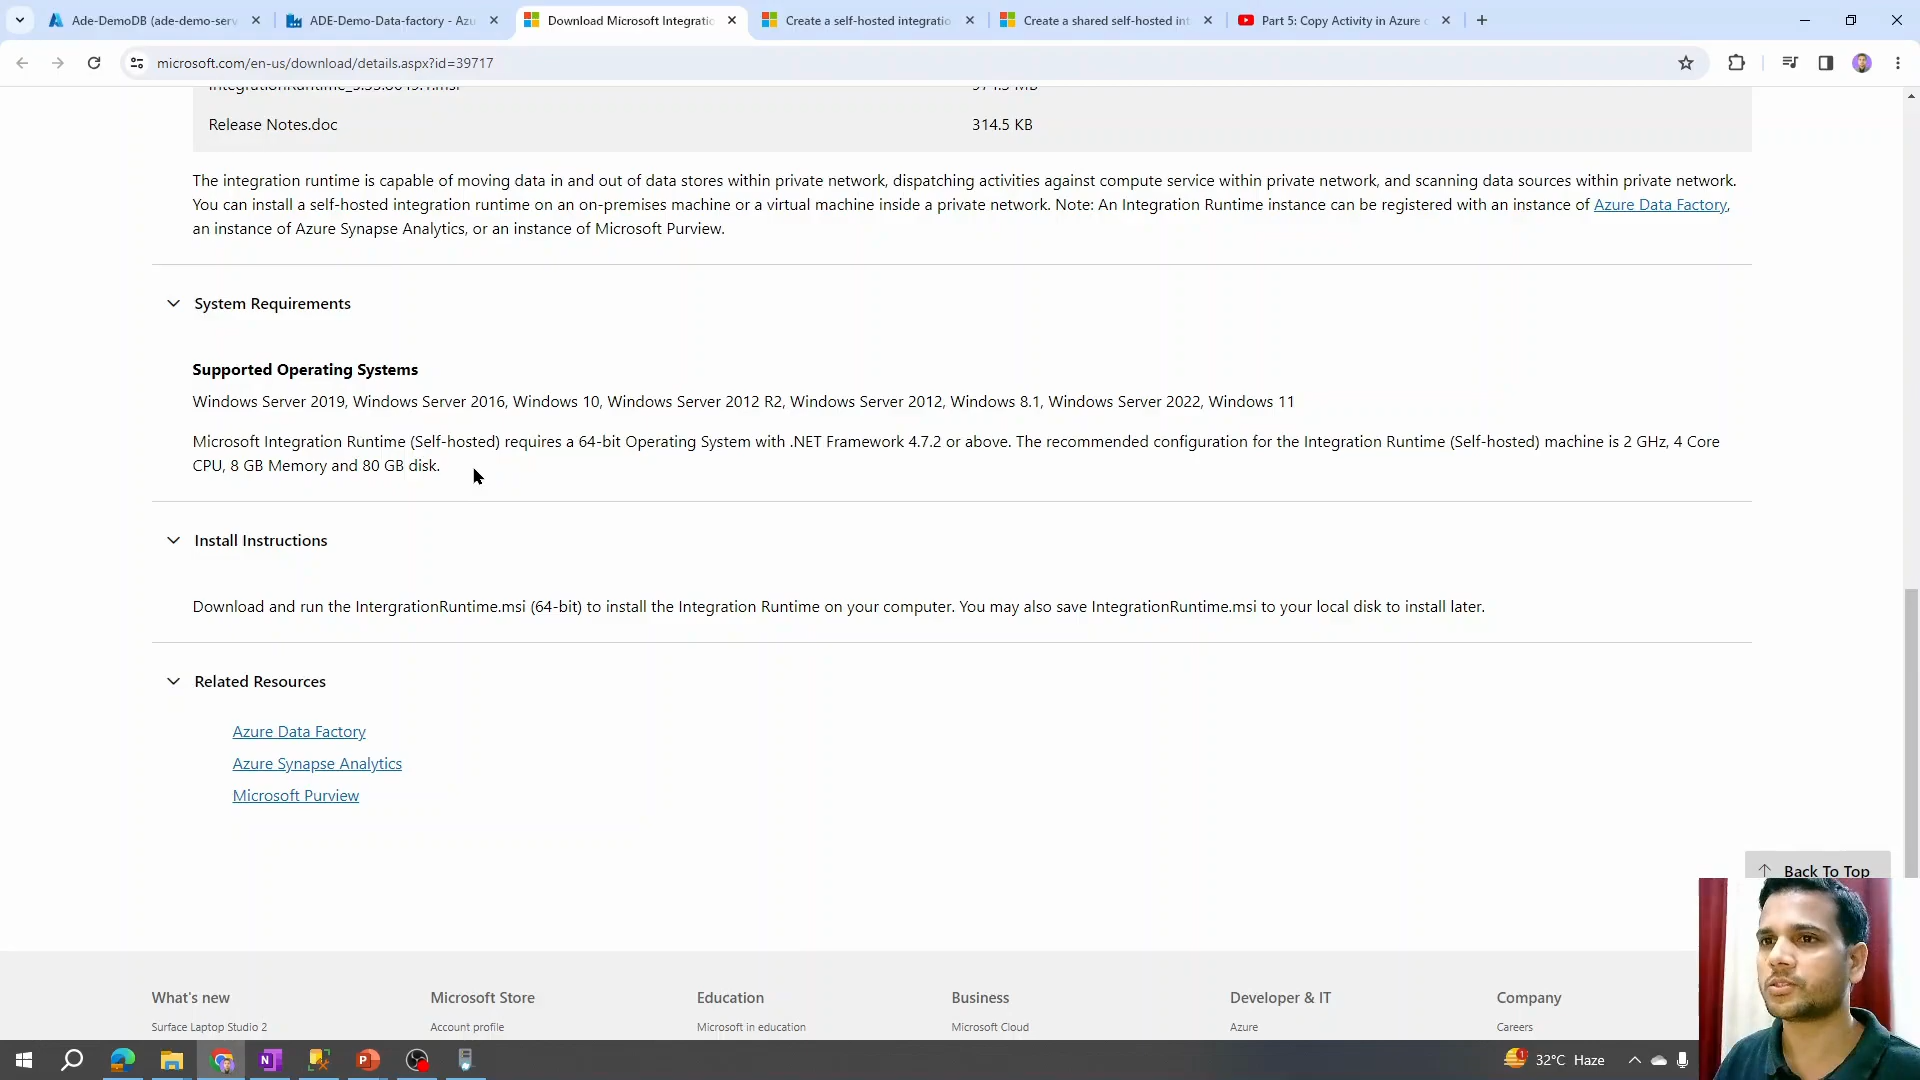 Ade-DemoDB (ade-demo-serv
ADE-Demo-Data-factory - Azu
Download Microsoft Integratio
Create a self-hosted integratio
Create a shared self-hosted int
Part 5: Copy Activity in Azure
microsoft.com/en-us/download/details.aspx?id=39717
Release Notes.doc 314.5 KB
The integration runtime is capable of moving data in and out of data stores within private network, dispatching activities against compute service within private network, and scanning data sources within private network.
You can install a self-hosted integration runtime on an on-premises machine or a virtual machine inside a private network. Note: An Integration Runtime instance can be registered with an instance of Azure Data Factory,
an instance of Azure Synapse Analytics, or an instance of Microsoft Purview.
System Requirements
Supported Operating Systems
Windows Server 2019, Windows Server 2016, Windows 10, Windows Server 2012 R2, Windows Server 2012, Windows 8.1, Windows Server 2022, Windows 11
Microsoft Integration Runtime (Self-hosted) requires a 64-bit Operating System with .NET Framework 4.7.2 or above. The recommended configuration for the Integration Runtime (Self-hosted) machine is 2 GHz, 4 Core
CPU, 8 GB Memory and 80 GB disk.
Install Instructions
Download and run the IntergrationRuntime.msi (64-bit) to install the Integration Runtime on your computer. You may also save IntegrationRuntime.msi to your local disk to install later.
Related Resources
Azure Data Factory
Azure Synapse Analytics
Microsoft Purview
Back To Top
What's new Microsoft Store Education Business Developer & IT Company
Surface Laptop Studio 2 Account profile Microsoft in education Microsoft Cloud Azure Careers
32°C Haze